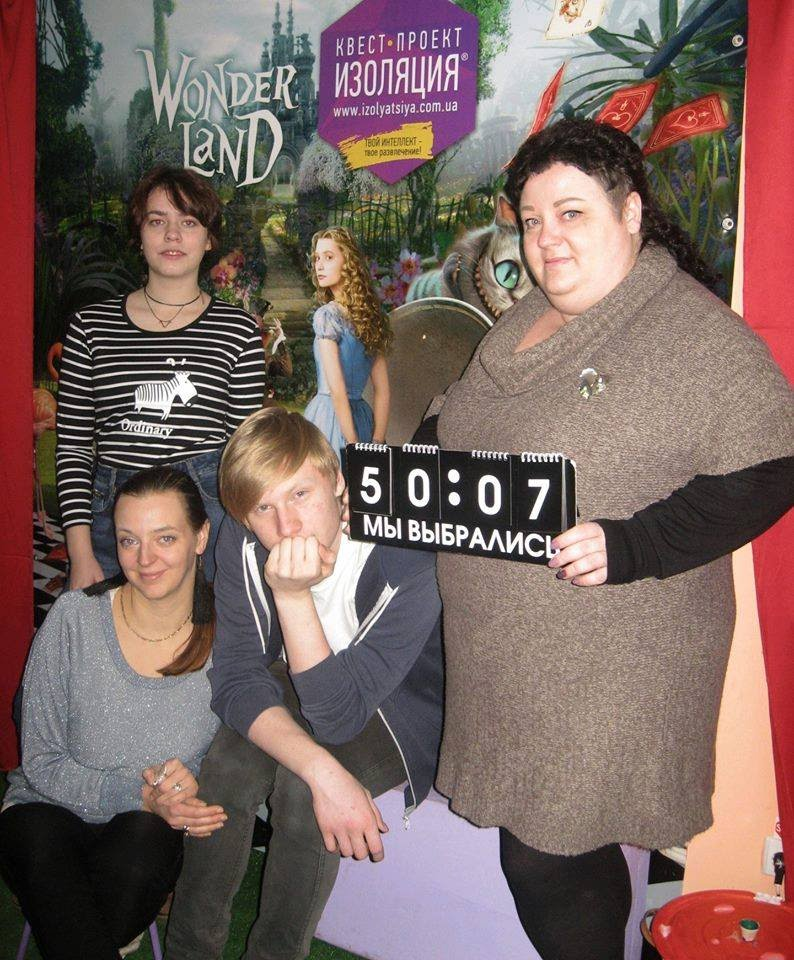 КВЕСТ•ПРОЕКТ
ИЗОЛЯЦИЯ®
www.izolyatsiya.com.ua
ТВОЙ ИНТЕЛЛЕКТ -
твое развлечение!
WONDER
LAND
Ordinary
50:07
МЫ ВЫБРАЛИСЬ